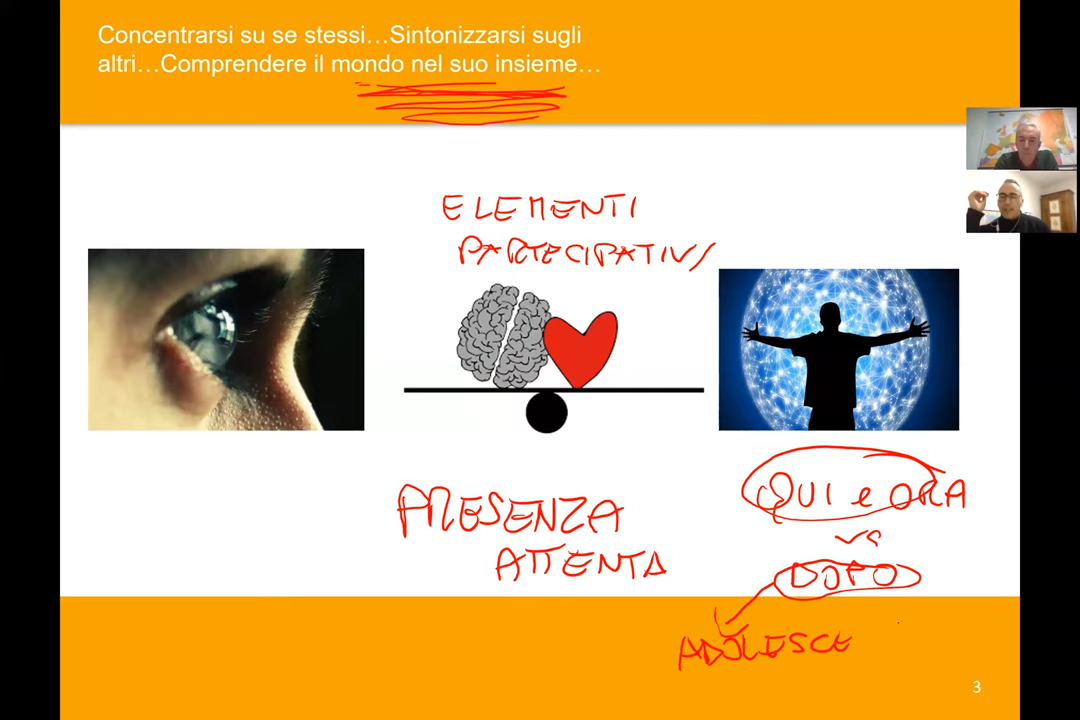 Concentrarsi su se stessi…Sintonizzarsi sugli
altri…Comprendere il mondo nel suo insieme…
ELEMENTI
PARTECIPATIVI
PRESENZA
ATTENTA
QUI e ORA
vs
DOPO
ADOLESCE
3